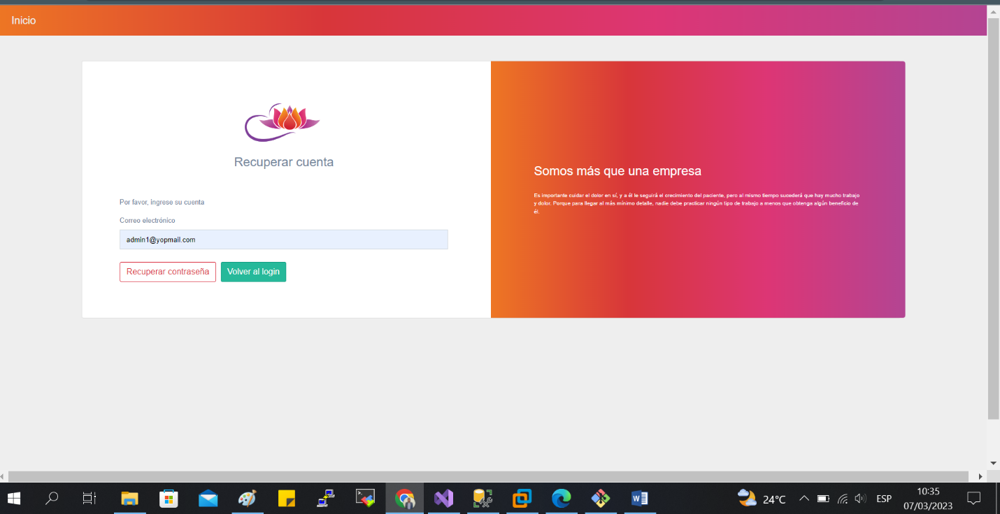 Inicio
Recuperar cuenta
Por favor, ingrese su cuenta
Correo electrónico
admin1@yopmail.com
Recuperar contraseña
Volver al login
Somos más que una empresa
Es importante cuidar el dolor en sí, y a él le seguirá el crecimiento del paciente, pero al mismo tiempo sucederá que hay mucho trabajo
y dolor. Porque para llegar al más mínimo detalle, nadie debe practicar ningún tipo de trabajo a menos que obtenga algún beneficio de
él.
24°C
ESP
10:35
07/03/2023